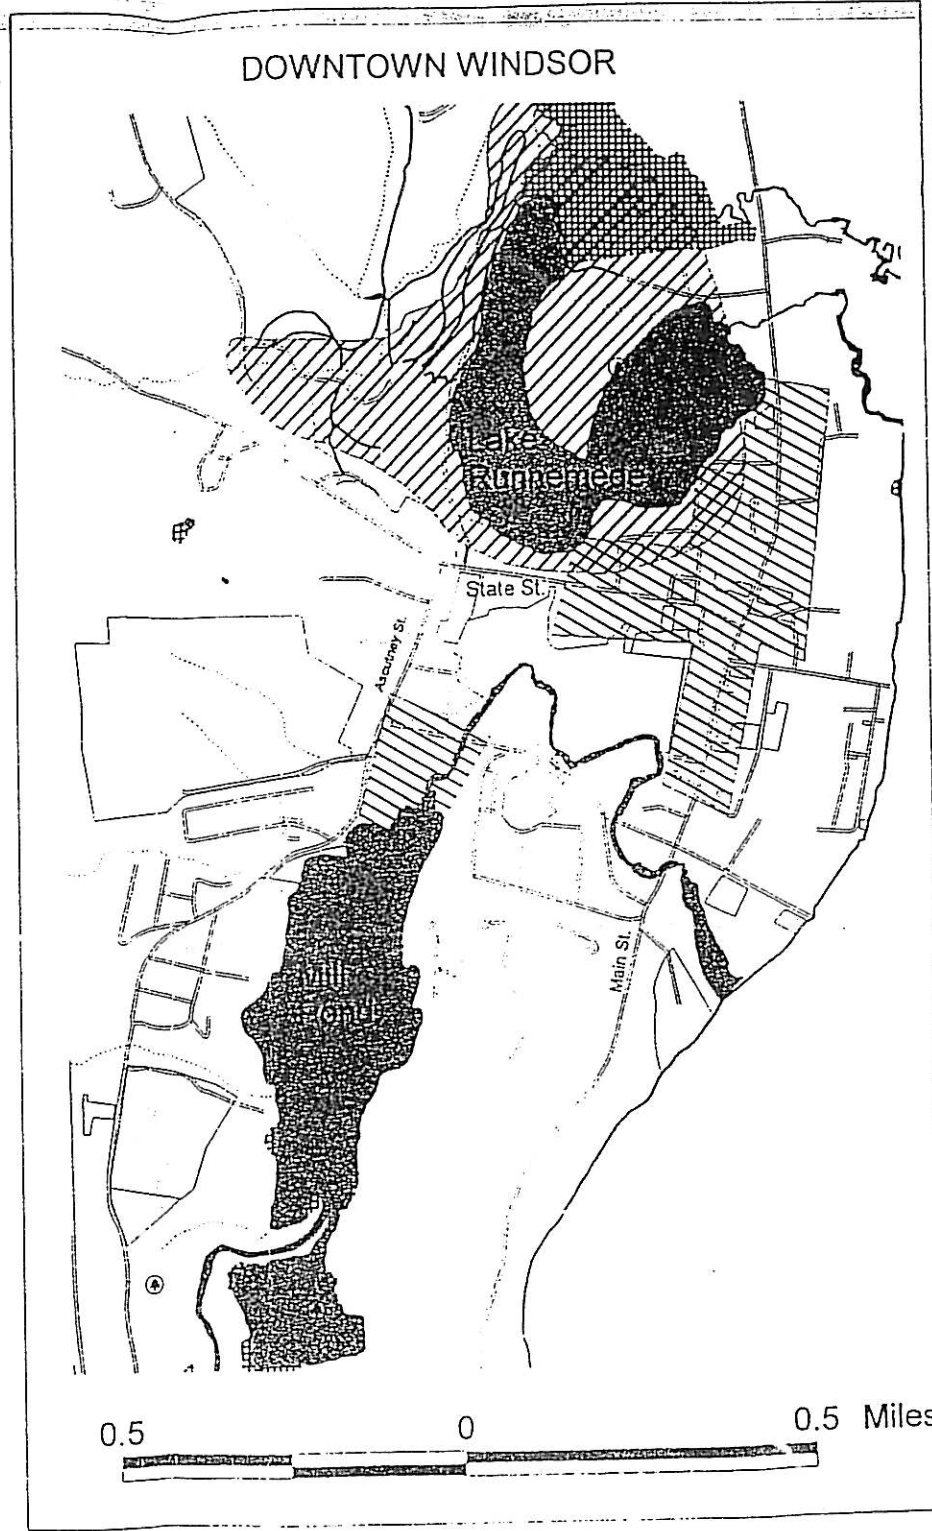 DOWNTOWN WINDSOR
Lake
Runnemede
State St.
Ascutney St.
Mill
Pond
Main St.
0.5 0 0.5 Miles